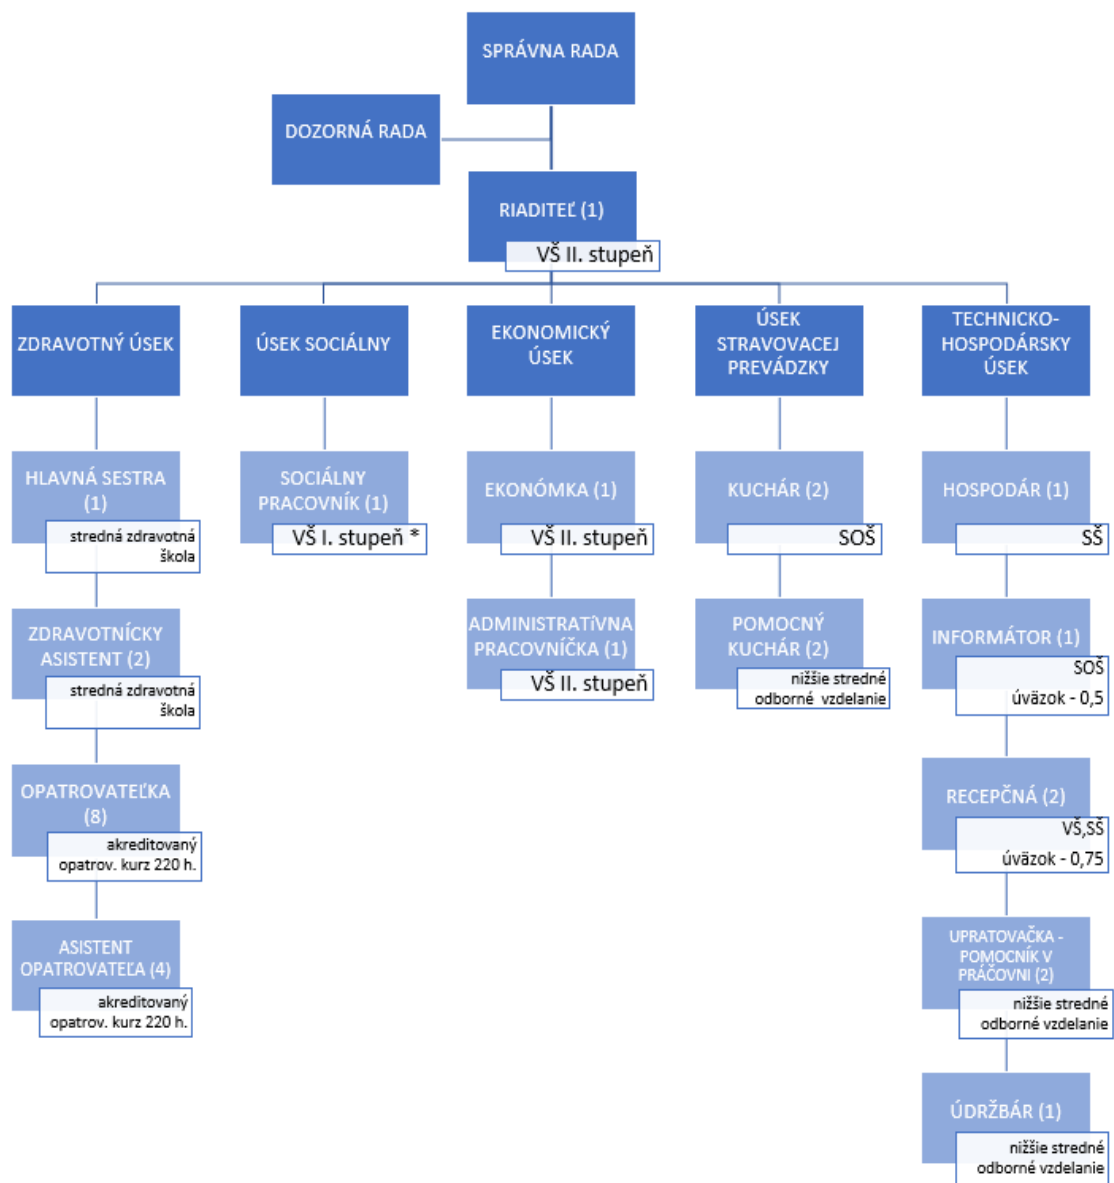 SPRÁVNA RADA
DOZORNÁ RADA
RIADITEĽ (1)
VŠ II. stupeň
ZDRAVOTNÝ ÚSEK
HLAVNÁ SESTRA
(1)
stredná zdravotná
škola
ZDRAVOTNÍCKY
ASISTENT (2)
stredná zdravotná
škola
OPATROVATEĽKA
(8)
akreditovaný
opatrov. kurz 220 h.
ASISTENT
OPATROVATEĽA (4)
akreditovaný
opatrov. kurz 220 h.
ÚSEK SOCIÁLNY
SOCIÁLNY
PRACOVNÍK (1)
VŠ I. stupeň *
EKONOMICKÝ
ÚSEK
EKONÓMKA (1)
VŠ II. stupeň
ADMINISTRATíVNA
PRACOVNÍČKA (1)
VŠ II. stupeň
ÚSEK
STRAVOVACEJ
PREVÁDZKY
KUCHÁR (2)
SOŠ
POMOCNÝ
KUCHÁR (2)
nižšie stredné
odborné vzdelanie
TECHNICKO-
HOSPODÁRSKY
ÚSEK
HOSPODÁR (1)
SŠ
INFORMÁTOR (1)
SOŠ
úväzok - 0,5
RECEPČNÁ (2)
VŠ,SŠ
úväzok - 0,75
UPRATOVAČKA -
POMOCNÍK V
PRÁČOVNI (2)
nižšie stredné
odborné vzdelanie
ÚDRŽBÁR (1)
nižšie stredné
odborné vzdelanie